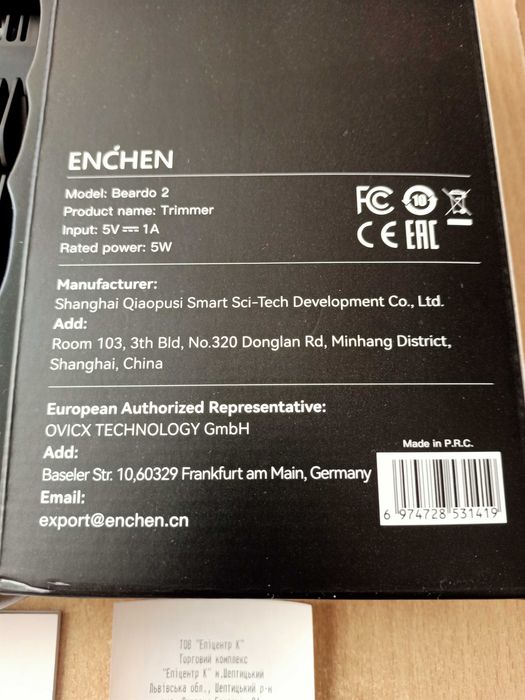 ENCHEN
Model: Beardo 2
Product name: Trimmer
Input: 5V⎓1A
Rated power: 5W
FC 10
CE EAC
Manufacturer:
Shanghai Qiaopusi Smart Sci-Tech Development Co., Ltd.
Add:
Room 103, 3th Bld, No.320 Donglan Rd, Minhang District,
Shanghai, China
European Authorized Representative:
OVICX TECHNOLOGY GmbH
Add:
Baseler Str. 10,60329 Frankfurt am Main, Germany
Email:
export@enchen.cn
Made in P.R.C.
6 974728 531419
ТОВ "Епіцентр К"
Торговий комплекс
"Епіцентр К" м.Шептицький
Львівська обл., Шептицький р-н